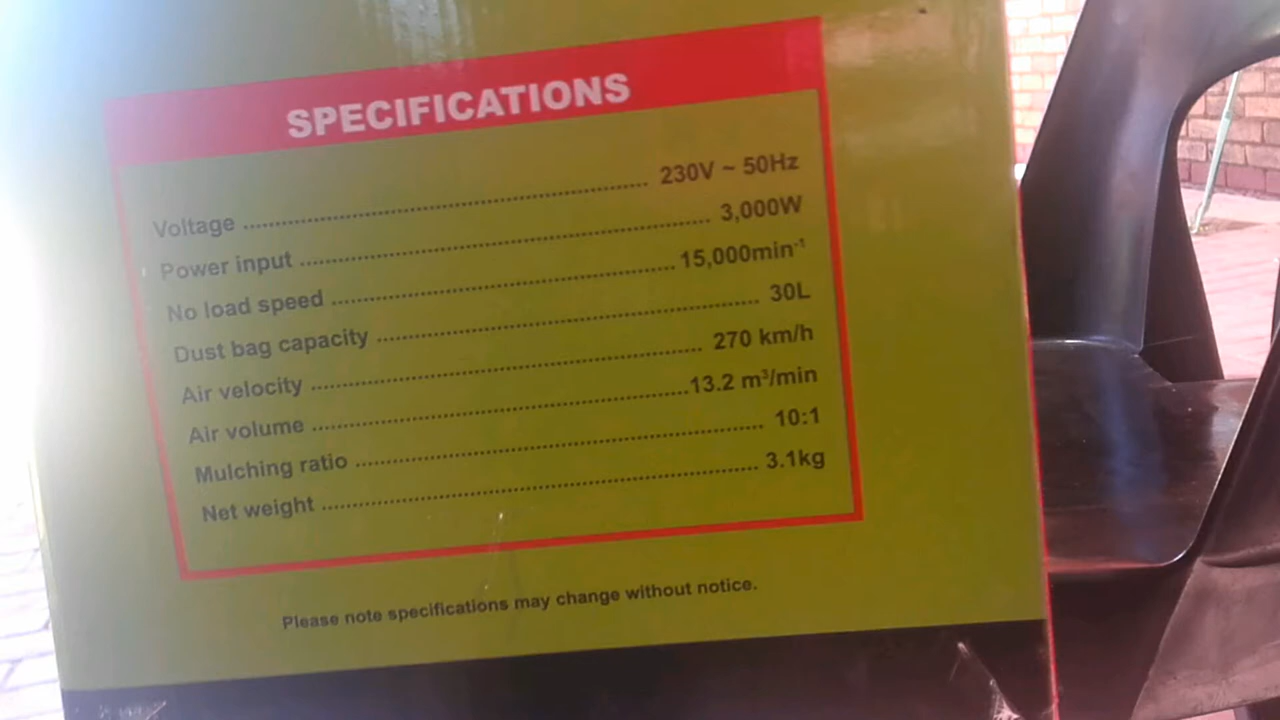 SPECIFICATIONS
Voltage ........................................................................ 230V ~ 50Hz
Power input ........................................................................ 3,000W
No load speed ............................................................ 15,000min⁻¹
Dust bag capacity .................................................................. 30L
Air velocity .................................................................. 270 km/h
Air volume ................................................................ 13.2 m³/min
Mulching ratio ...................................................................... 10:1
Net weight ........................................................................ 3.1kg
Please note specifications may change without notice.